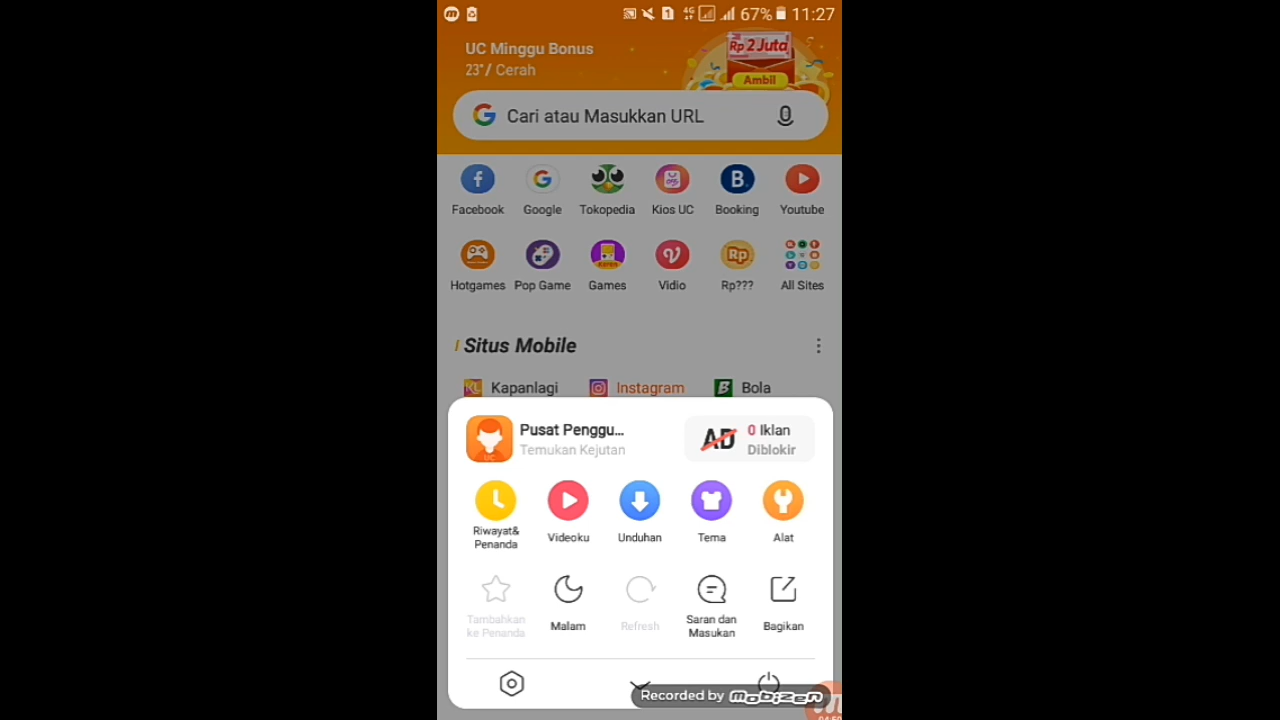 4G 67% 11:27
UC Minggu Bonus
23°/ Cerah
Rp 2 Juta
Ambil
Cari atau Masukkan URL
Facebook Google Tokopedia Kios UC Booking Youtube
Hotgames Pop Game Games Vidio Rp??? All Sites
Situs Mobile
Kapanlagi Instagram Bola
Pusat Penggu...
Temukan Kejutan
AD
0 Iklan
Diblokir
UC
Riwayat&
Penanda
Videoku Unduhan Tema Alat
Tambahkan
ke Penanda
Malam Refresh
Saran dan
Masukan
Bagikan
Recorded by mobizen